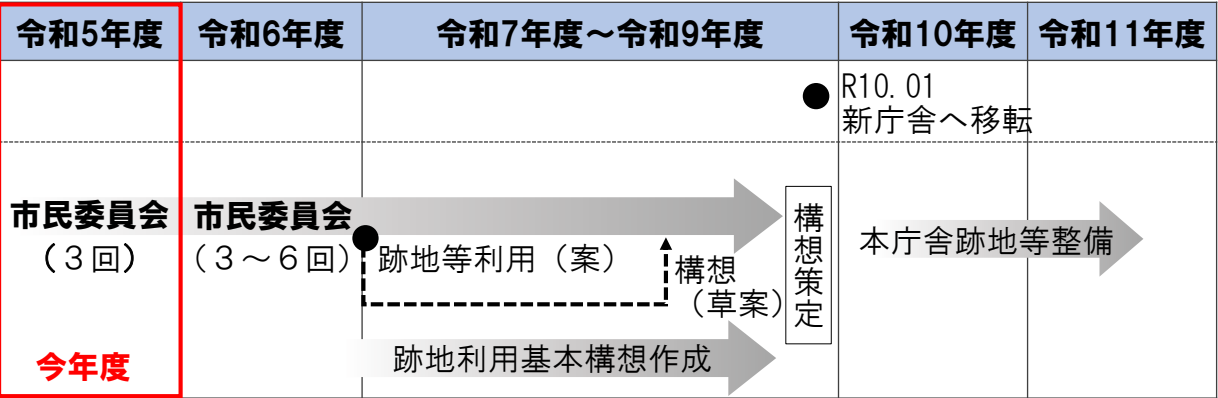 令和5年度
令和6年度
令和7年度～令和9年度
令和10年度
令和11年度
R10.01
新庁舎へ移転
市民委員会
（３回）
市民委員会
（３～６回）
跡地等利用（案）
構想
（草案）
構想策定
本庁舎跡地等整備
跡地利用基本構想作成
今年度